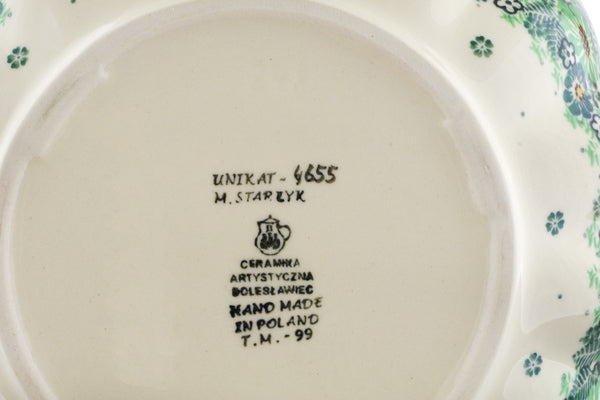 UNIKAT - 4655
M. STARZYK
CERAMIKA
ARTYSTYCZNA
BOLESŁAWIEC
HAND MADE
IN POLAND
T.M. - 99